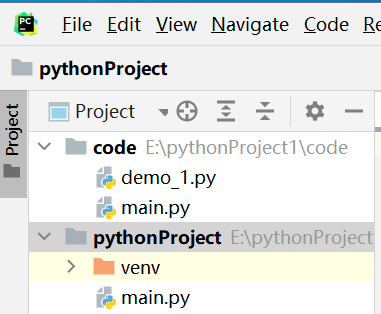 PC File Edit View Navigate Code Re
pythonProject
Project
Project
code E:\pythonProject1\code
demo_1.py
main.py
pythonProject E:\pythonProject
venv
main.py